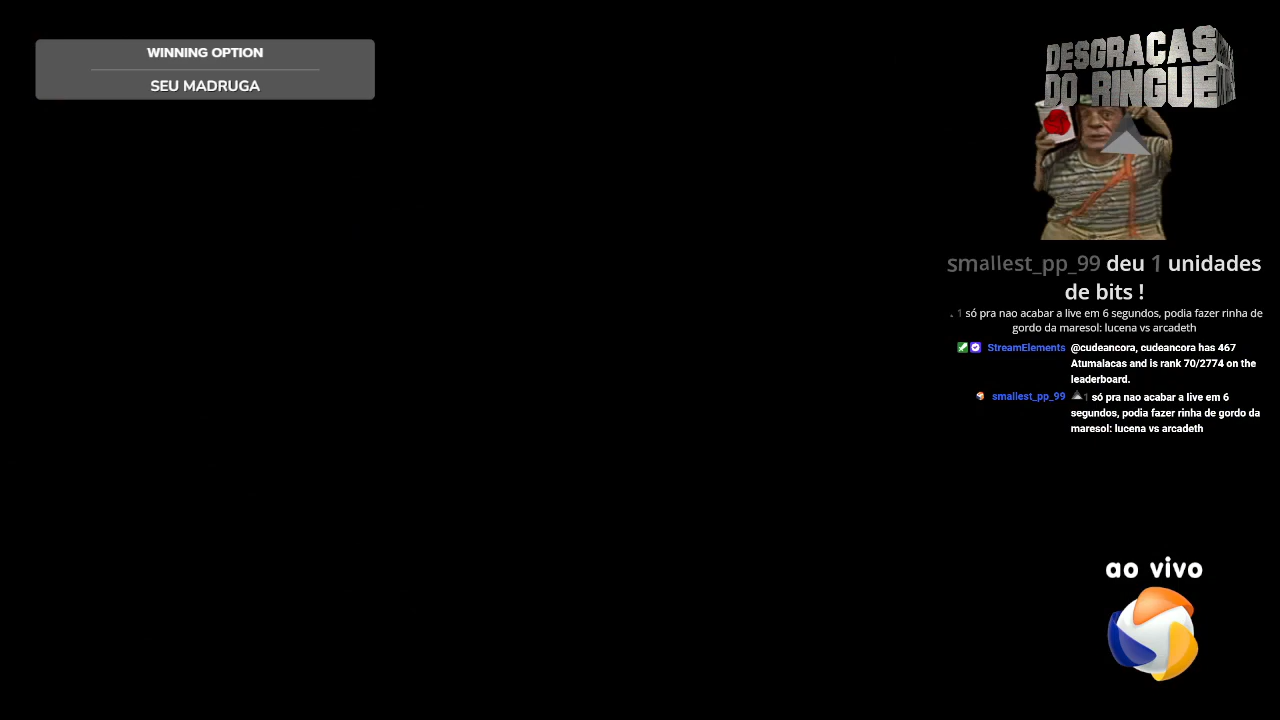 WINNING OPTION
SEU MADRUGA
DESGRAÇAS
DO RINGUE
smallest_pp_99 deu 1 unidades
de bits !
1 só pra nao acabar a live em 6 segundos, podia fazer rinha de
gordo da maresol: lucena vs arcadeth
StreamElements @cudeancora, cudeancora has 467
Atumalacas and is rank 70/2774 on the
leaderboard.
smallest_pp_99 1 só pra nao acabar a live em 6
segundos, podia fazer rinha de gordo da
maresol: lucena vs arcadeth
ao vivo